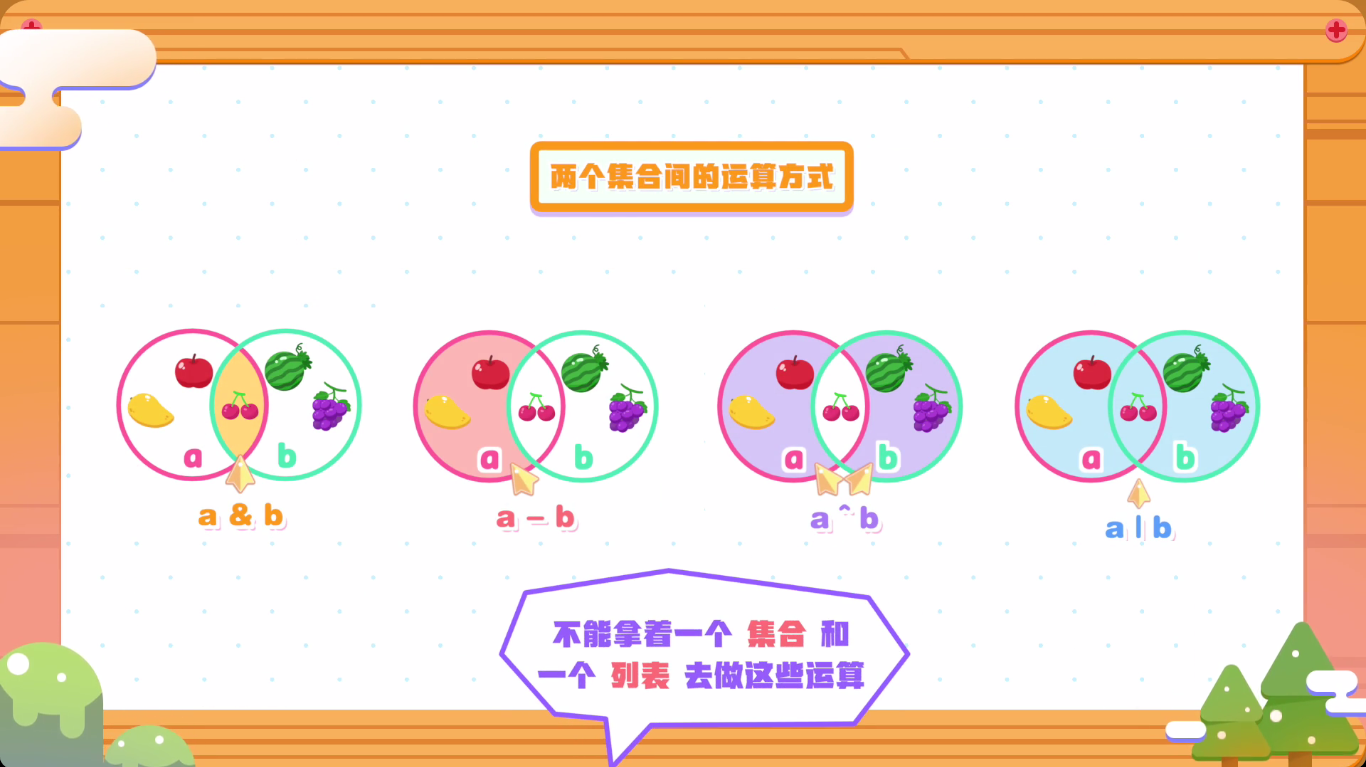 两个集合间的运算方式
a b
a b
a b
a b
a & b
a - b
a ^ b
a | b
不能拿着一个 集合 和
一个 列表 去做这些运算